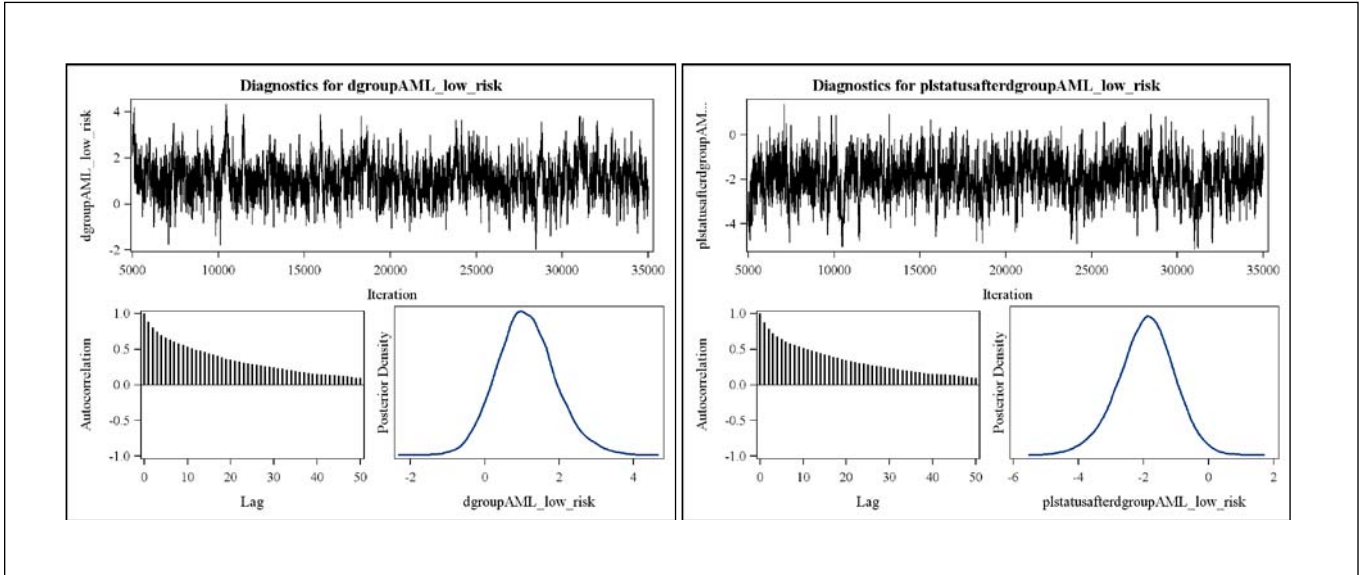 Diagnostics for dgroupAML_low_risk
dgroupAML_low_risk
4
2
0
-2
5000 10000 15000 20000 25000 30000 35000
Iteration
Autocorrelation
1.0
0.5
0.0
-0.5
-1.0
0 10 20 30 40 50
Lag
Posterior Density
-2 0 2 4
dgroupAML_low_risk
Diagnostics for plstatusafterdgroupAML_low_risk
plstatusafterdgroupAM...
0
-2
-4
5000 10000 15000 20000 25000 30000 35000
Iteration
Autocorrelation
1.0
0.5
0.0
-0.5
-1.0
0 10 20 30 40 50
Lag
Posterior Density
-6 -4 -2 0 2
plstatusafterdgroupAML_low_risk